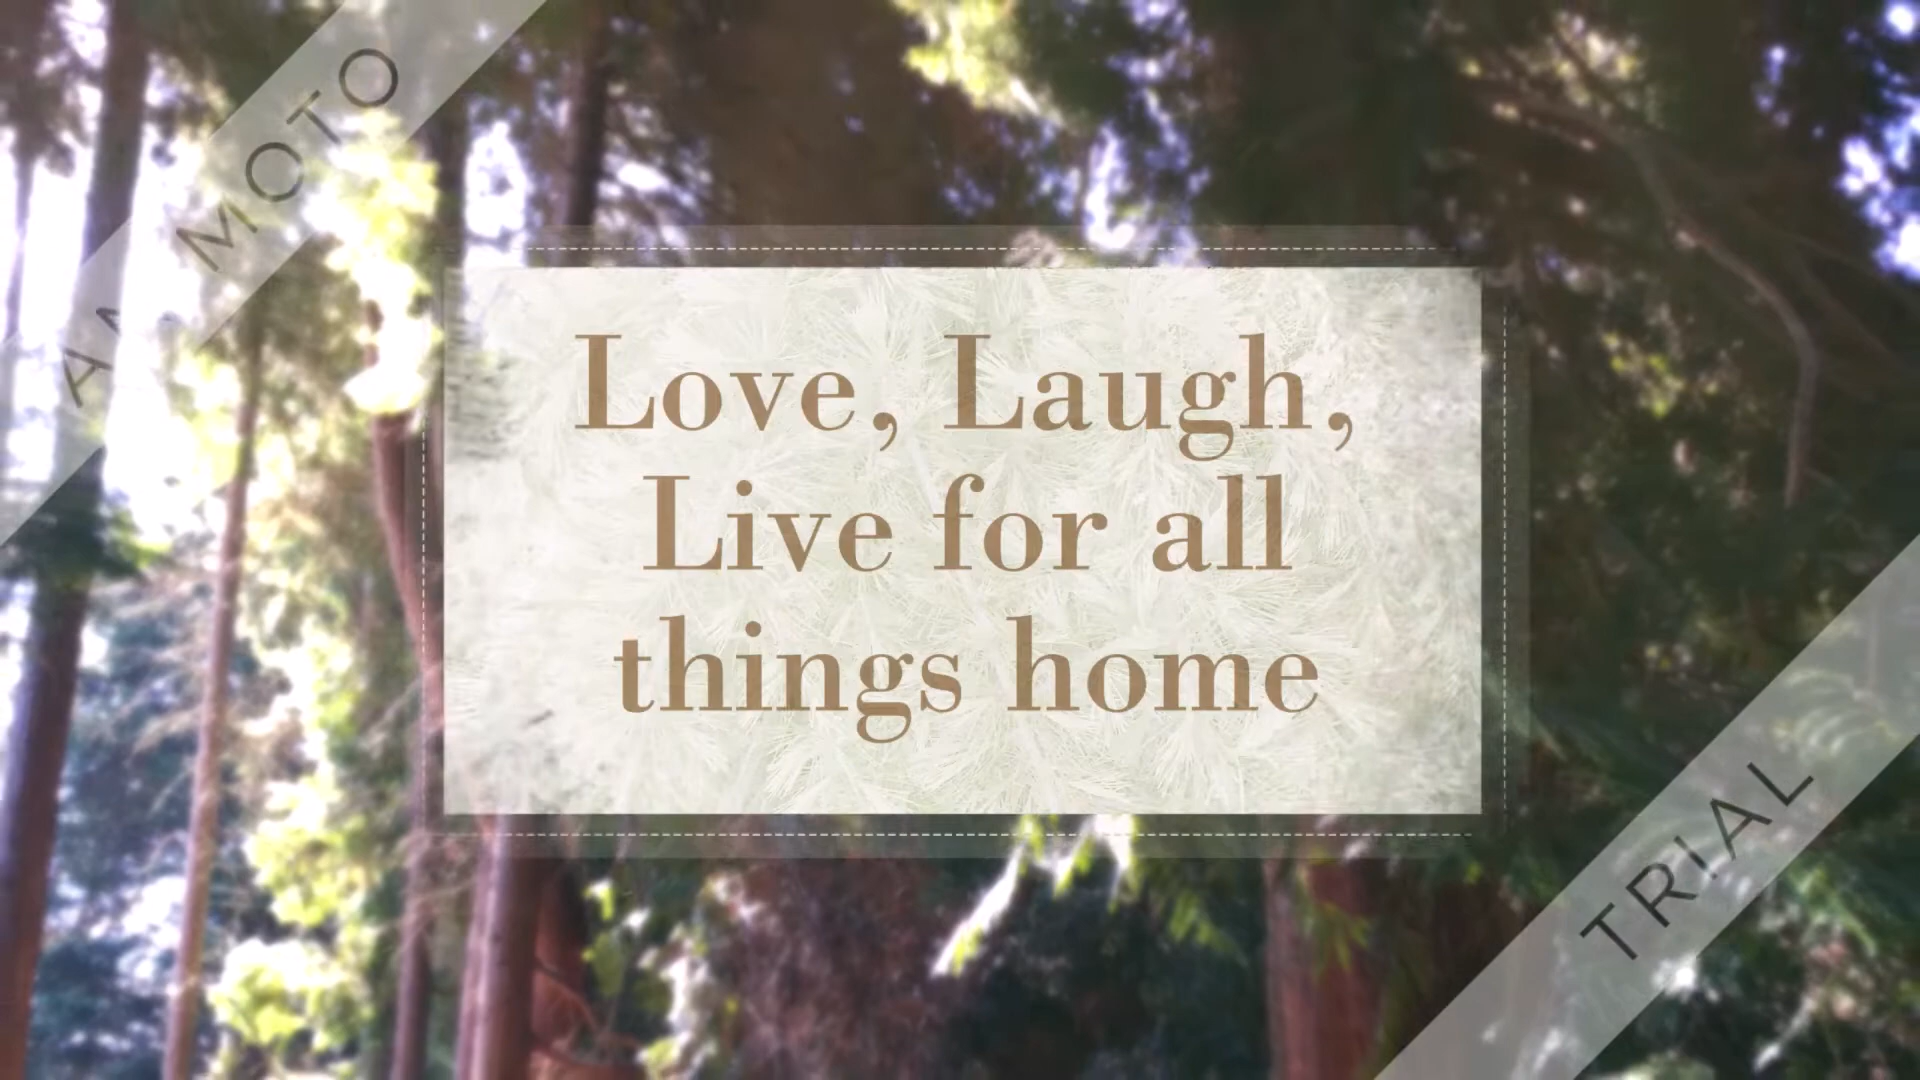 Love, Laugh,
Live for all
things home
MOTO
TRIAL